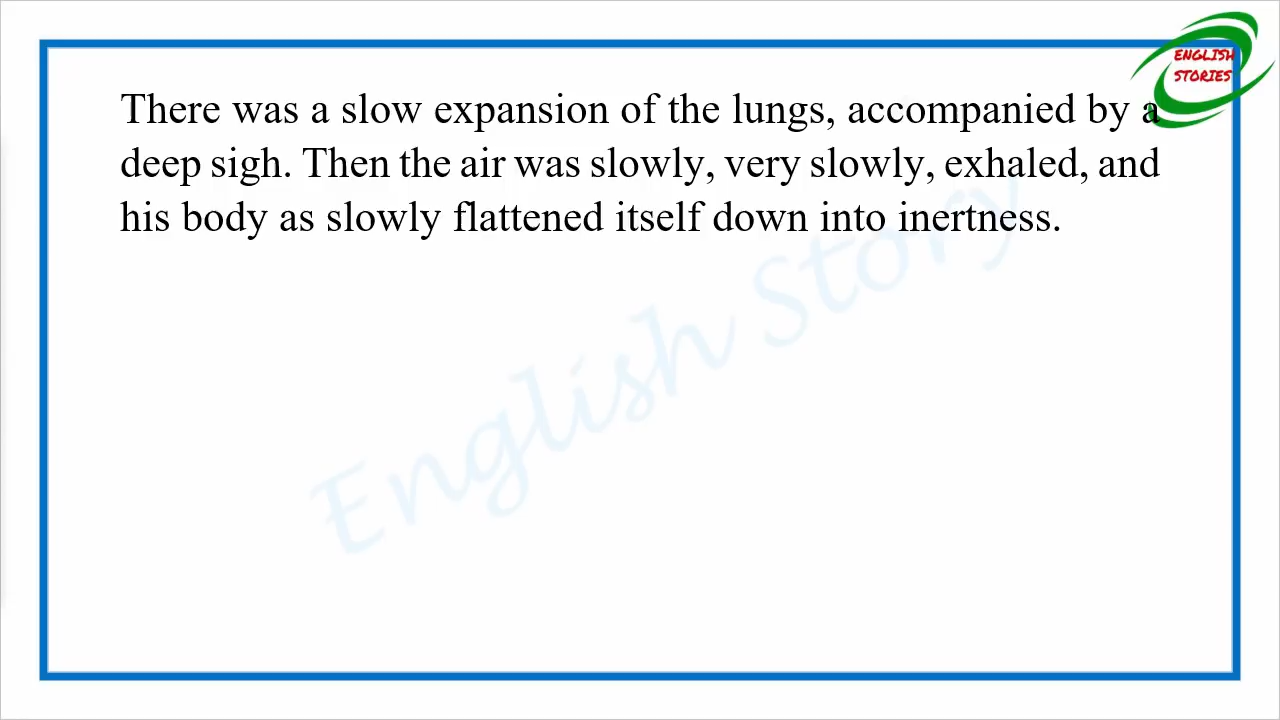 ENGLISH
STORIES
There was a slow expansion of the lungs, accompanied by a
deep sigh. Then the air was slowly, very slowly, exhaled, and
his body as slowly flattened itself down into inertness.
English Story